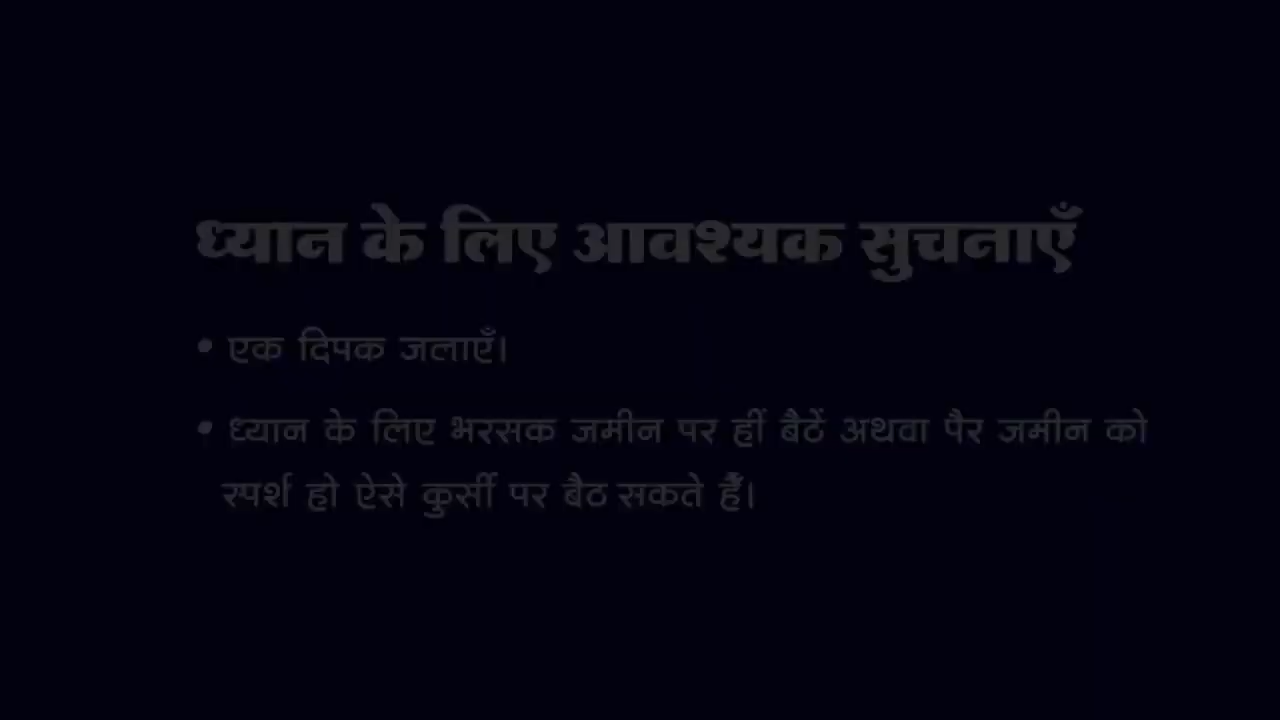 ध्यान के लिए आवश्यक सुचनाएँ
• एक दिपक जलाएँ।
• ध्यान के लिए भरसक जमीन पर हीं बैठें अथवा पैर जमीन को
स्पर्श हो ऐसे कुर्सी पर बैठ सकते हैं।